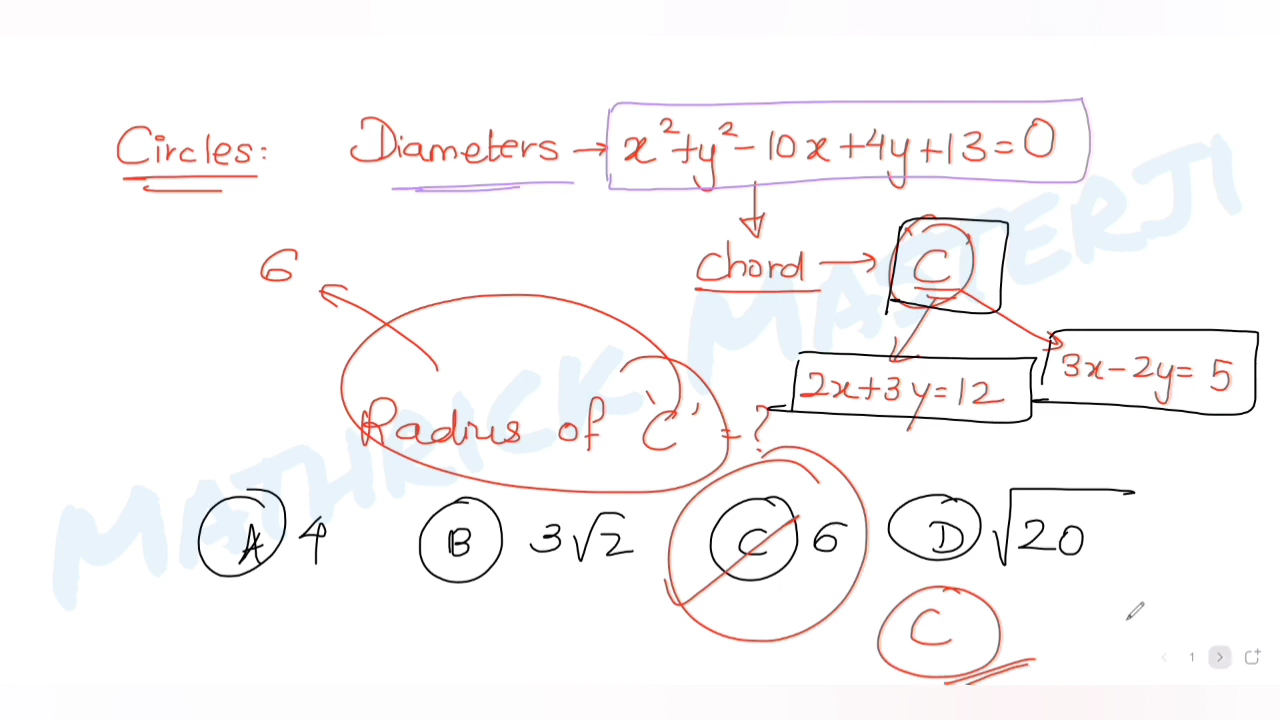 Circles: Diameters → x²+y²-10x+4y+13=0
6 chord → C
2x+3y=12 3x-2y=5
Radius of 'C' = ?
A 4 B 3√2 C 6 D √20
C
MATHRICK MASTERJI
1